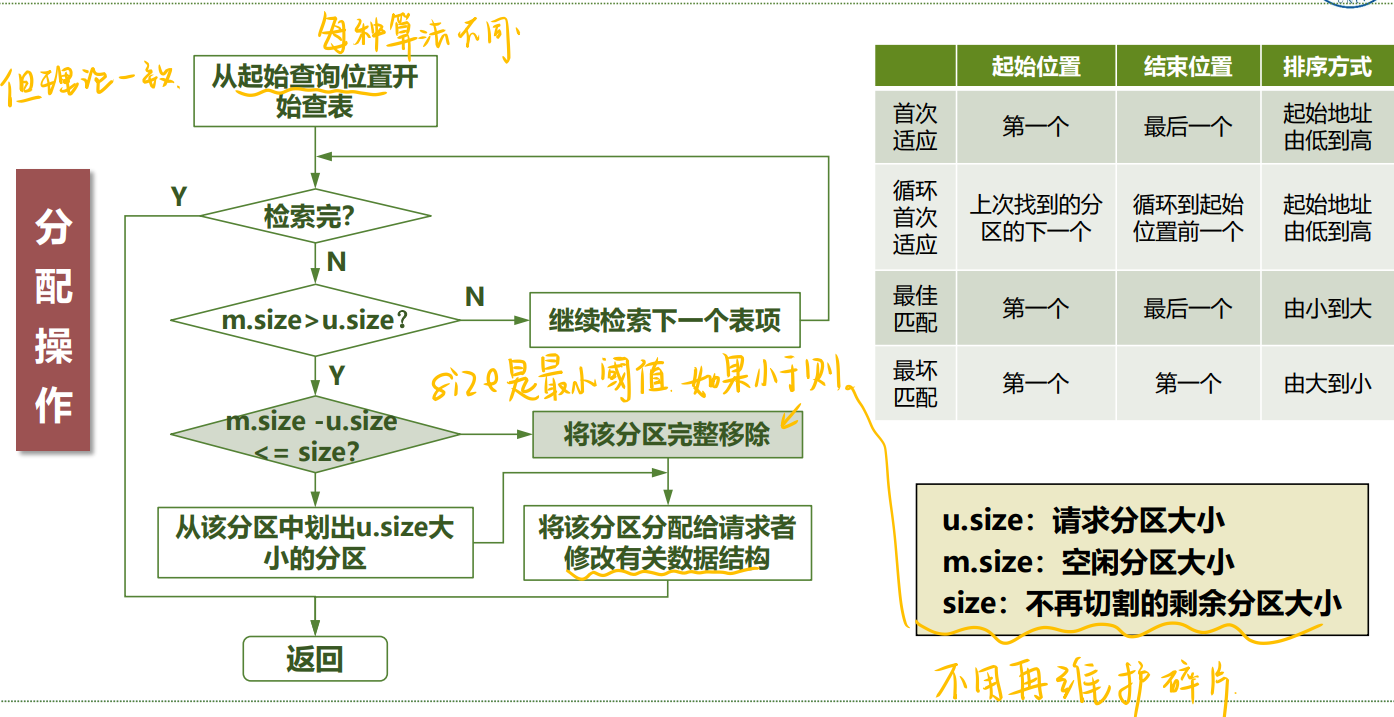 每种算法不同.
但理论一致.
从起始查询位置开
始查表
分
配
操
作
Y
检索完?
N
m.size>u.size?
N
继续检索下一个表项
Y
size是最小阈值.如果小于则。
m.size -u.size
<= size?
将该分区完整移除
从该分区中划出u.size大
小的分区
将该分区分配给请求者
修改有关数据结构
返回
起始位置 结束位置 排序方式
首次
适应
第一个
最后一个
起始地址
由低到高
循环
首次
适应
上次找到的分
区的下一个
循环到起始
位置前一个
起始地址
由低到高
最佳
匹配
第一个
最后一个
由小到大
最坏
匹配
第一个
第一个
由大到小
u.size：请求分区大小
m.size：空闲分区大小
size：不再切割的剩余分区大小
不用再维护碎片.